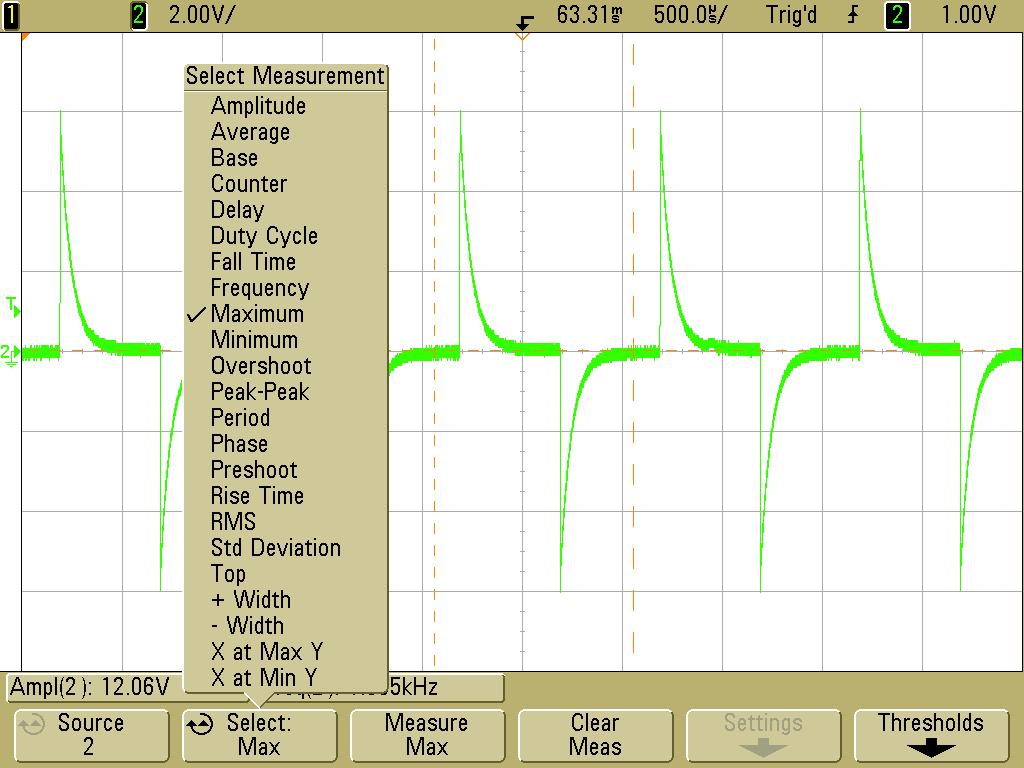 1 2 2.00V/ 63.31ms 500.0us/ Trig'd 2 1.00V
Select Measurement
Amplitude
Average
Base
Counter
Delay
Duty Cycle
Fall Time
Frequency
Maximum
Minimum
Overshoot
Peak-Peak
Period
Phase
Preshoot
Rise Time
RMS
Std Deviation
Top
+ Width
- Width
X at Max Y
X at Min Y
T
2
Ampl(2): 12.06V
kHz
Source
2
Select:
Max
Measure
Max
Clear
Meas
Settings
Thresholds